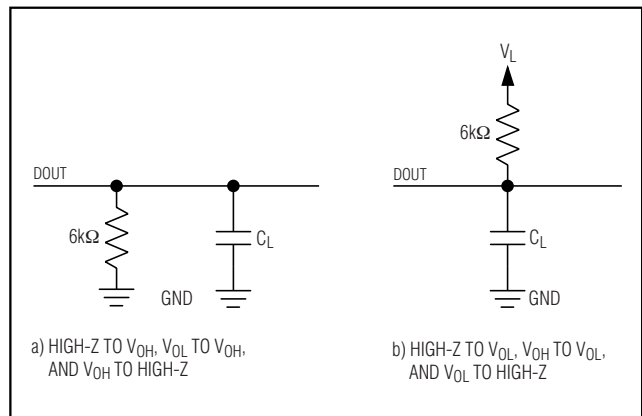 DOUT
6kΩ
C_L
GND
a) HIGH-Z TO V_OH, V_OL TO V_OH,
AND V_OH TO HIGH-Z
V_L
6kΩ
DOUT
C_L
GND
b) HIGH-Z TO V_OL, V_OH TO V_OL,
AND V_OL TO HIGH-Z